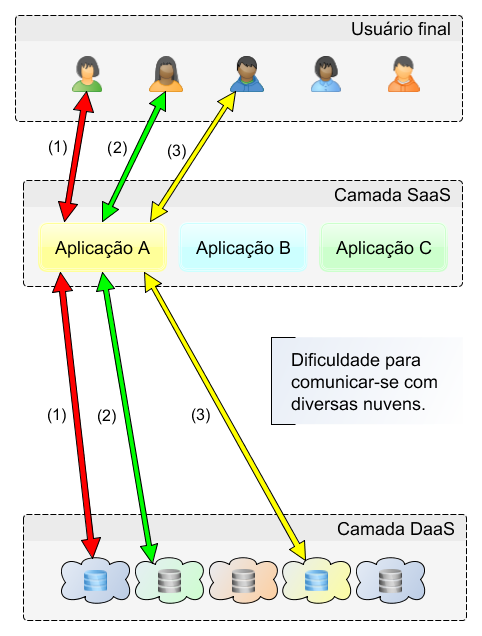 Usuário final
(1)
(2)
(3)
Camada SaaS
Aplicação A
Aplicação B
Aplicação C
Dificuldade para
comunicar-se com
diversas nuvens.
(1)
(2)
(3)
Camada DaaS